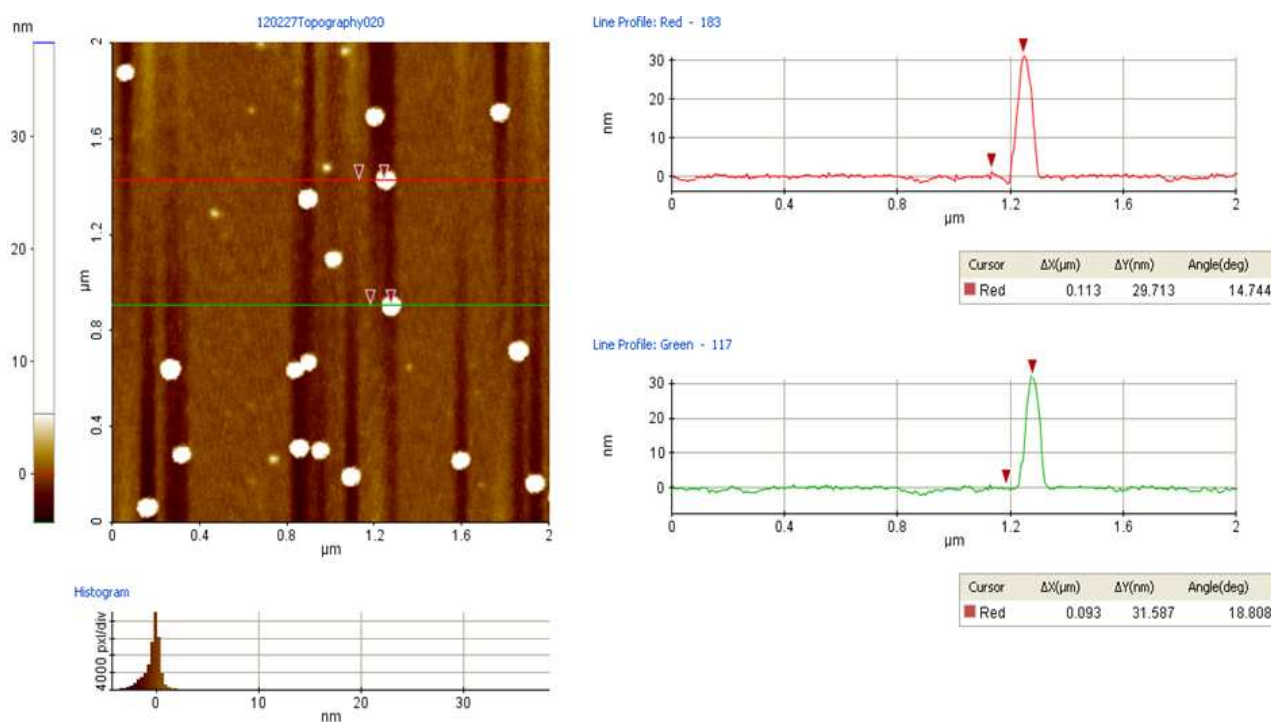 nm
120227Topography020
30
20
10
0
2
1.6
1.2
0.8
0.4
0
µm
0
0.4
0.8
1.2
1.6
2
µm
Histogram
4000 pxl/div
0
10
20
30
nm
Line Profile: Red - 183
30
20
10
0
nm
0
0.4
0.8
1.2
1.6
2
µm
Cursor ΔX(µm) ΔY(nm) Angle(deg)
Red 0.113 29.713 14.744
Line Profile: Green - 117
30
20
10
0
nm
0
0.4
0.8
1.2
1.6
2
µm
Cursor ΔX(µm) ΔY(nm) Angle(deg)
Red 0.093 31.587 18.808